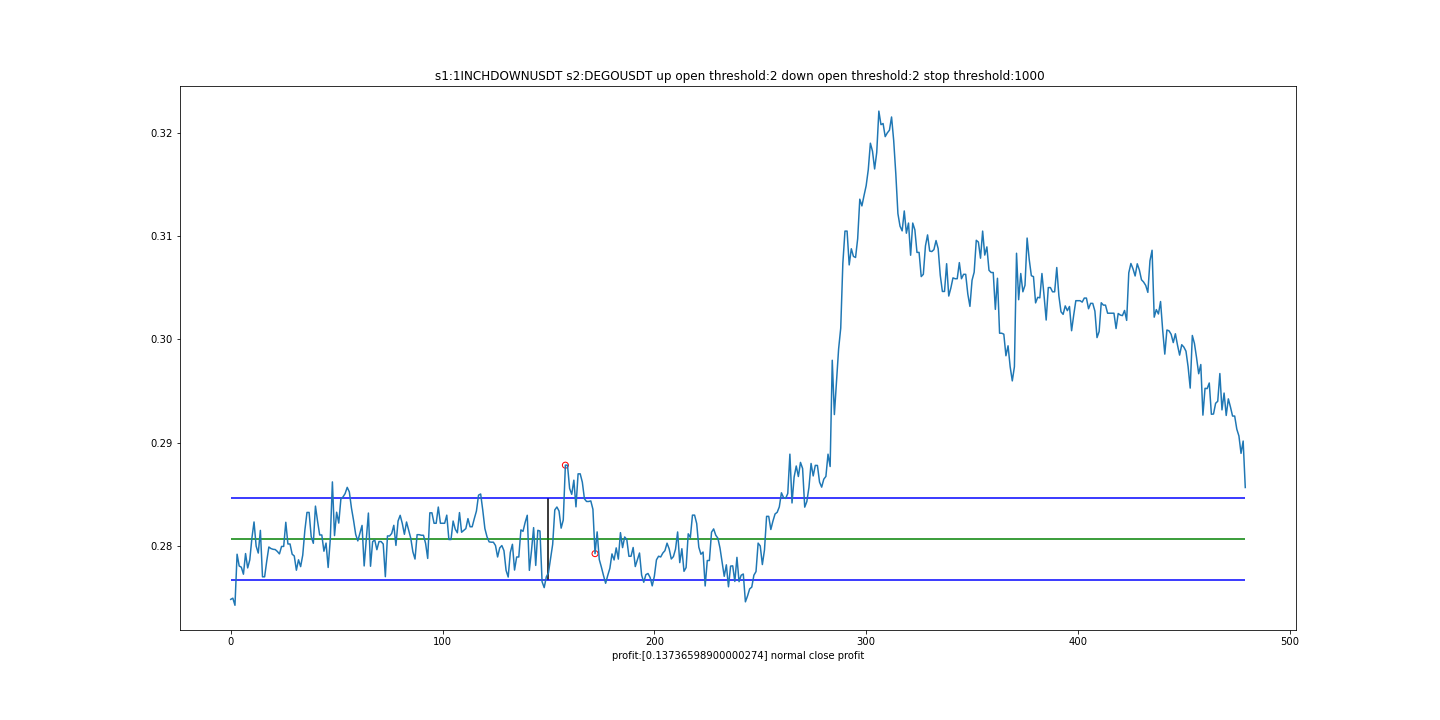 s1:1INCHDOWNUSDT s2:DEGOUSDT up open threshold:2 down open threshold:2 stop threshold:1000
0.32
0.31
0.30
0.29
0.28
0 100 200 300 400 500
profit:[0.13736598900000274] normal close profit